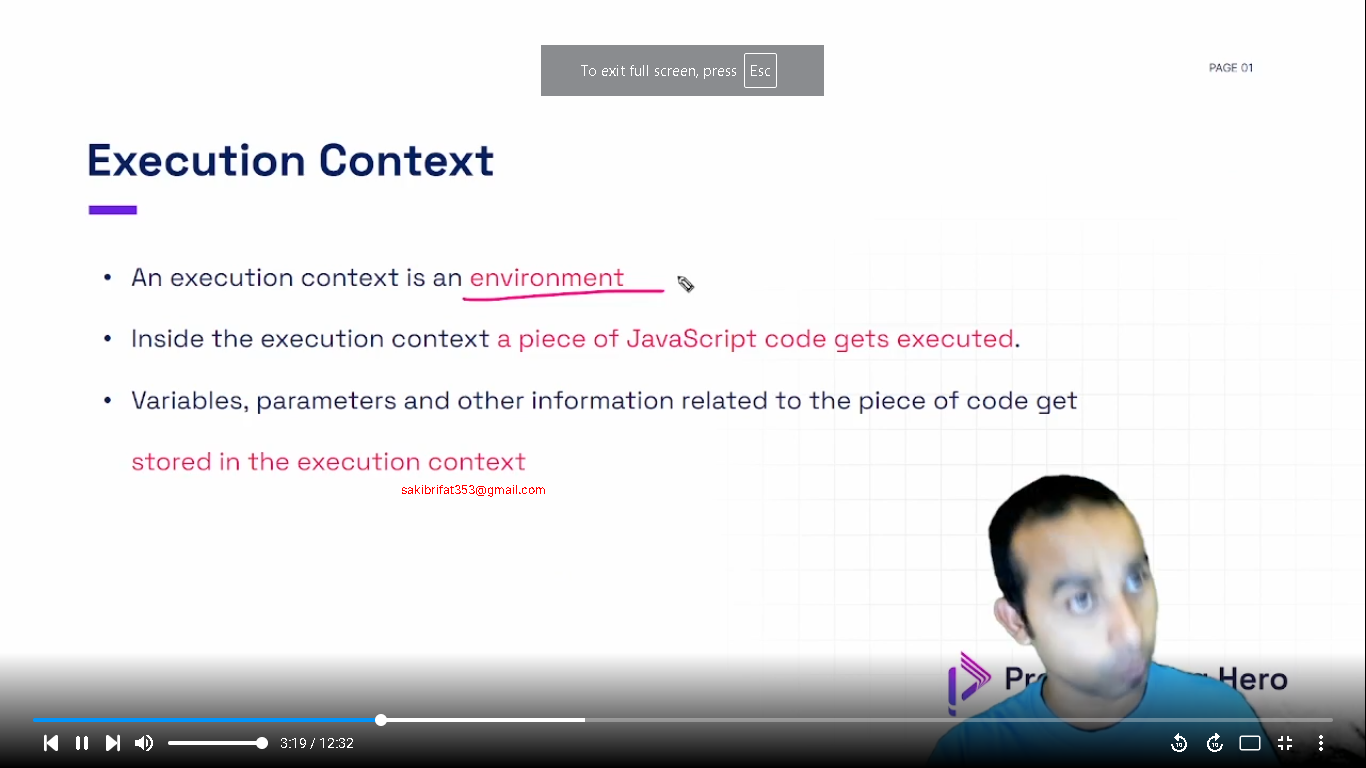 To exit full screen, press Esc
PAGE 01
Execution Context
• An execution context is an environment
• Inside the execution context a piece of JavaScript code gets executed.
• Variables, parameters and other information related to the piece of code get
stored in the execution context
sakibrifat353@gmail.com
Hero
3:19 / 12:32
10
10